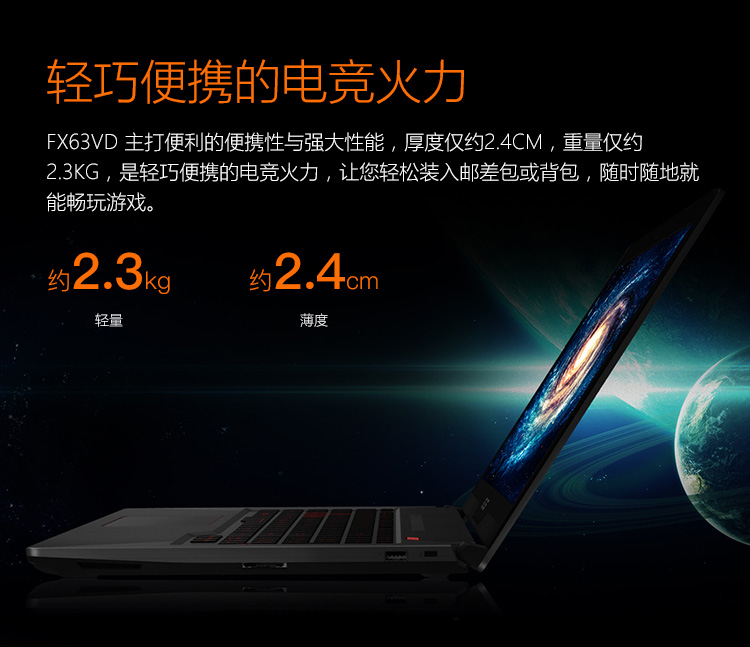 轻巧便携的电竞火力
FX63VD 主打便利的便携性与强大性能，厚度仅约2.4CM，重量仅约
2.3KG，是轻巧便携的电竞火力，让您轻松装入邮差包或背包，随时随地就
能畅玩游戏。
约2.3kg 约2.4cm
轻量 薄度